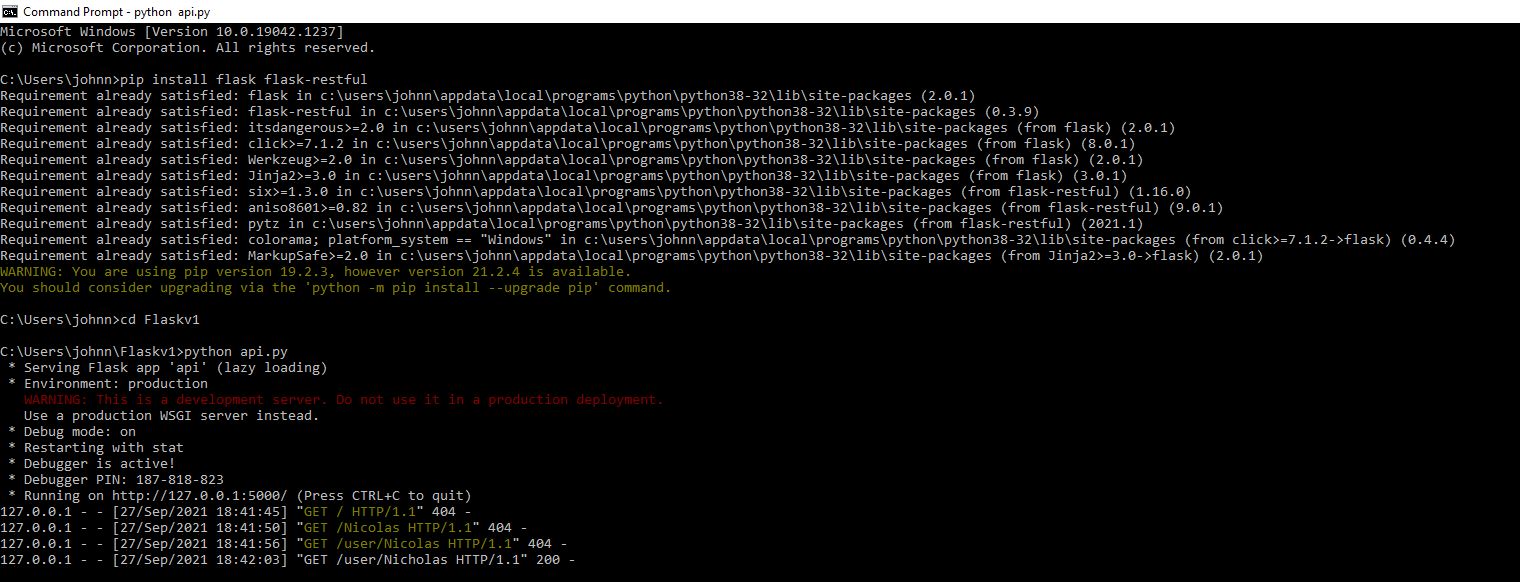 Command Prompt - python  api.py
Microsoft Windows [Version 10.0.19042.1237]
(c) Microsoft Corporation. All rights reserved.
C:\Users\johnn>pip install flask flask-restful
Requirement already satisfied: flask in c:\users\johnn\appdata\local\programs\python\python38-32\lib\site-packages (2.0.1)
Requirement already satisfied: flask-restful in c:\users\johnn\appdata\local\programs\python\python38-32\lib\site-packages (0.3.9)
Requirement already satisfied: itsdangerous>=2.0 in c:\users\johnn\appdata\local\programs\python\python38-32\lib\site-packages (from flask) (2.0.1)
Requirement already satisfied: click>=7.1.2 in c:\users\johnn\appdata\local\programs\python\python38-32\lib\site-packages (from flask) (8.0.1)
Requirement already satisfied: Werkzeug>=2.0 in c:\users\johnn\appdata\local\programs\python\python38-32\lib\site-packages (from flask) (2.0.1)
Requirement already satisfied: Jinja2>=3.0 in c:\users\johnn\appdata\local\programs\python\python38-32\lib\site-packages (from flask) (3.0.1)
Requirement already satisfied: six>=1.3.0 in c:\users\johnn\appdata\local\programs\python\python38-32\lib\site-packages (from flask-restful) (1.16.0)
Requirement already satisfied: aniso8601>=0.82 in c:\users\johnn\appdata\local\programs\python\python38-32\lib\site-packages (from flask-restful) (9.0.1)
Requirement already satisfied: pytz in c:\users\johnn\appdata\local\programs\python\python38-32\lib\site-packages (from flask-restful) (2021.1)
Requirement already satisfied: colorama; platform_system == "Windows" in c:\users\johnn\appdata\local\programs\python\python38-32\lib\site-packages (from click>=7.1.2->flask) (0.4.4)
Requirement already satisfied: MarkupSafe>=2.0 in c:\users\johnn\appdata\local\programs\python\python38-32\lib\site-packages (from Jinja2>=3.0->flask) (2.0.1)
WARNING: You are using pip version 19.2.3, however version 21.2.4 is available.
You should consider upgrading via the 'python -m pip install --upgrade pip' command.
C:\Users\johnn>cd Flaskv1
C:\Users\johnn\Flaskv1>python api.py
* Serving Flask app 'api' (lazy loading)
* Environment: production
WARNING: This is a development server. Do not use it in a production deployment.
Use a production WSGI server instead.
* Debug mode: on
* Restarting with stat
* Debugger is active!
* Debugger PIN: 187-818-823
* Running on http://127.0.0.1:5000/ (Press CTRL+C to quit)
127.0.0.1 - - [27/Sep/2021 18:41:45] "GET / HTTP/1.1" 404 -
127.0.0.1 - - [27/Sep/2021 18:41:50] "GET /Nicolas HTTP/1.1" 404 -
127.0.0.1 - - [27/Sep/2021 18:41:56] "GET /user/Nicolas HTTP/1.1" 404 -
127.0.0.1 - - [27/Sep/2021 18:42:03] "GET /user/Nicholas HTTP/1.1" 200 -